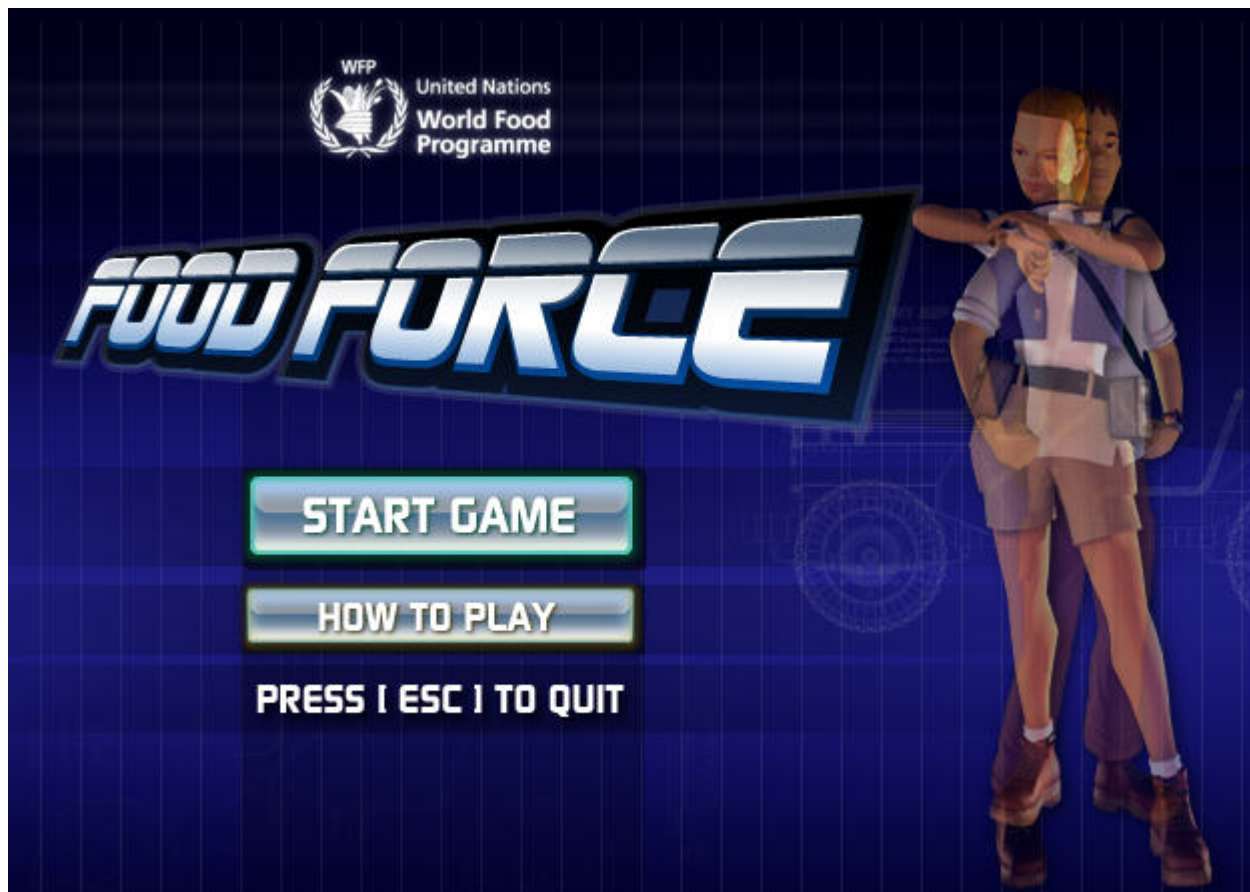 WFP
United Nations
World Food
Programme
FOOD FORCE
START GAME
HOW TO PLAY
PRESS [ ESC ] TO QUIT